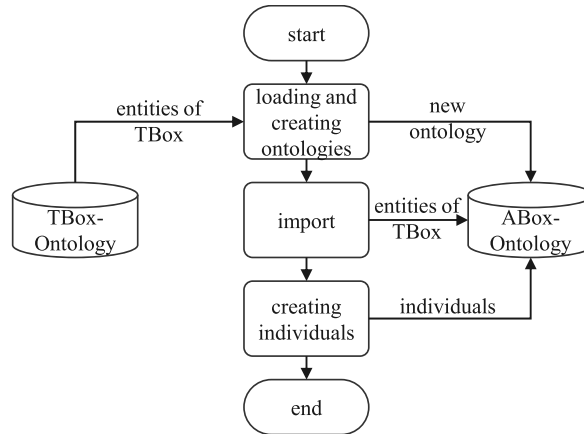 start
entities of
TBox
loading and
creating
ontologies
new
ontology
TBox-
Ontology
import
entities of
TBox
ABox-
Ontology
creating
individuals
individuals
end